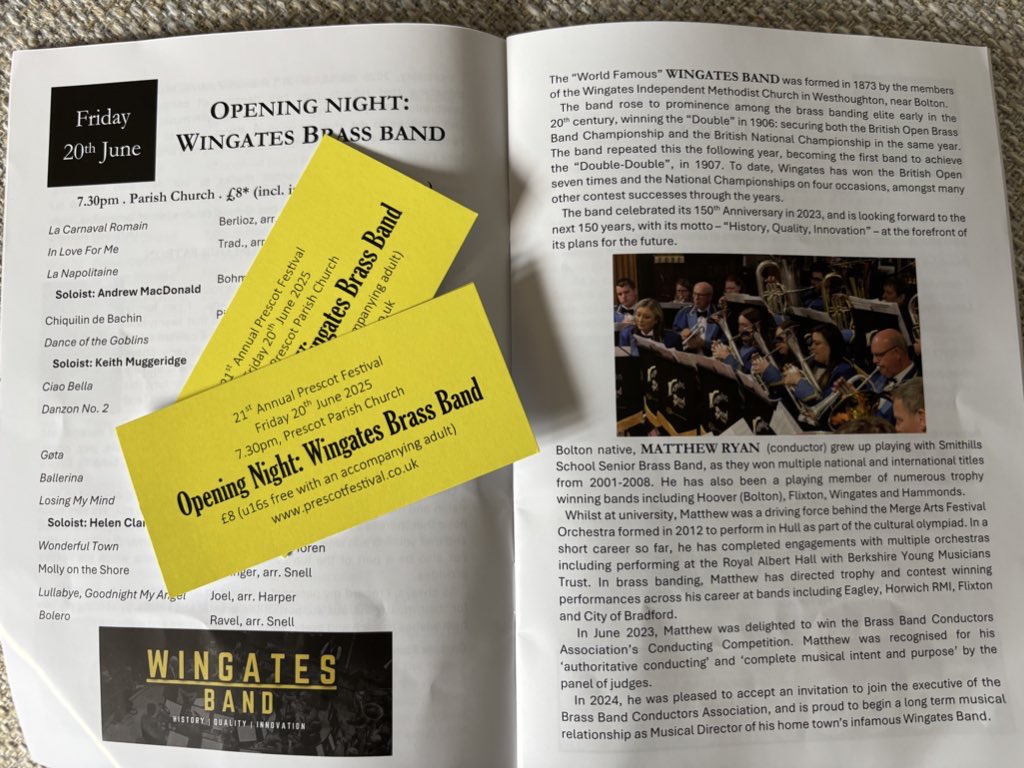 Friday
20th June
OPENING NIGHT:
WINGATES BRASS BAND
7.30pm . Parish Church . £8* (incl.
La Carnaval Romain Berlioz, arr.
In Love For Me Trad., arr
La Napolitaine Bohm
Soloist: Andrew MacDonald
Chiquilin de Bachin
Dance of the Goblins
Soloist: Keith Muggeridge
Ciao Bella
Danzon No. 2
Gøta
Ballerina
Losing My Mind
Soloist: Helen
Wonderful Town
Molly on the Shore arr. Snell
Lullabye, Goodnight My Angel Joel, arr. Harper
Bolero Ravel, arr. Snell
WINGATES
BAND
HISTORY | QUALITY | INNOVATION
21st Annual Prescot Festival
Friday 20th June 2025
Prescot Parish Church
Wingates Brass Band
accompanying adult)
21st Annual Prescot Festival
Friday 20th June 2025
7.30pm, Prescot Parish Church
Opening Night: Wingates Brass Band
£8 (u16s free with an accompanying adult)
www.prescotfestival.co.uk
The "World Famous" WINGATES BAND was formed in 1873 by the members
of the Wingates Independent Methodist Church in Westhoughton, near Bolton.
The band rose to prominence among the brass banding elite early in the
20th century, winning the "Double" in 1906: securing both the British Open Brass
Band Championship and the British National Championship in the same year.
The band repeated this the following year, becoming the first band to achieve
the "Double-Double", in 1907. To date, Wingates has won the British Open
seven times and the National Championships on four occasions, amongst many
other contest successes through the years.
The band celebrated its 150th Anniversary in 2023, and is looking forward to the
next 150 years, with its motto – "History, Quality, Innovation" – at the forefront of
its plans for the future.
Bolton native, MATTHEW RYAN (conductor) grew up playing with Smithills
School Senior Brass Band, as they won multiple national and international titles
from 2001-2008. He has also been a playing member of numerous trophy
winning bands including Hoover (Bolton), Flixton, Wingates and Hammonds.
Whilst at university, Matthew was a driving force behind the Merge Arts Festival
Orchestra formed in 2012 to perform in Hull as part of the cultural olympiad. In a
short career so far, he has completed engagements with multiple orchestras
including performing at the Royal Albert Hall with Berkshire Young Musicians
Trust. In brass banding, Matthew has directed trophy and contest winning
performances across his career at bands including Eagley, Horwich RMI, Flixton
and City of Bradford.
In June 2023, Matthew was delighted to win the Brass Band Conductors
Association's Conducting Competition. Matthew was recognised for his
'authoritative conducting' and 'complete musical intent and purpose' by the
panel of judges.
In 2024, he was pleased to accept an invitation to join the executive of the
Brass Band Conductors Association, and is proud to begin a long term musical
relationship as Musical Director of his home town's infamous Wingates Band.